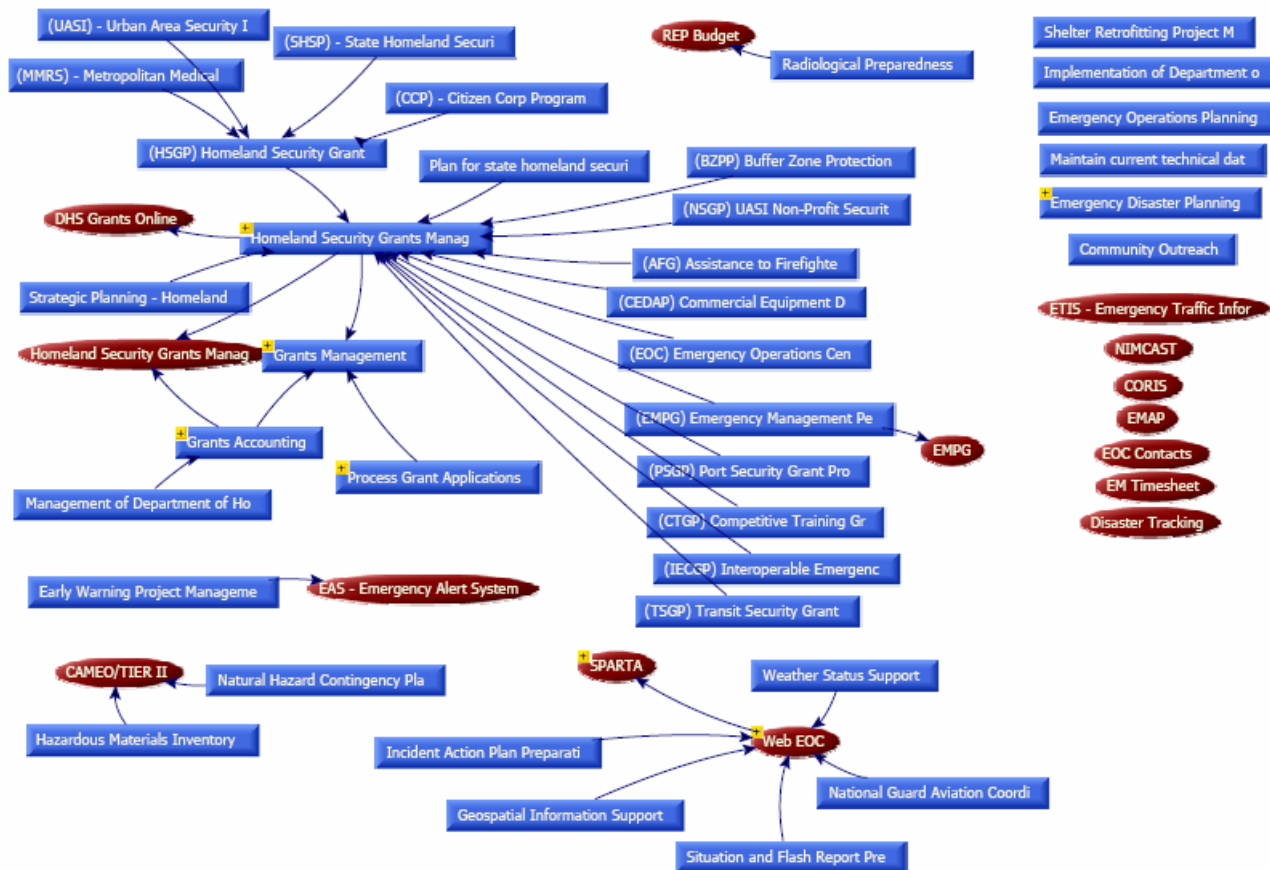 (UASI) - Urban Area Security I
(SHSP) - State Homeland Securi
(MMRS) - Metropolitan Medical
(CCP) - Citizen Corp Program
(HSGP) Homeland Security Grant
Plan for state homeland securi
REP Budget
Radiological Preparedness
(BZPP) Buffer Zone Protection
(NSGP) UASI Non-Profit Securit
DHS Grants Online
+
Homeland Security Grants Manag
(AFG) Assistance to Firefighte
Strategic Planning - Homeland
(CEDAP) Commercial Equipment D
Homeland Security Grants Manag
+
Grants Management
(EOC) Emergency Operations Cen
(EMPG) Emergency Management Pe
EMPG
+
Grants Accounting
+
Process Grant Applications
(PSGP) Port Security Grant Pro
Management of Department of Ho
(CTGP) Competitive Training Gr
(IECGP) Interoperable Emergenc
(TSGP) Transit Security Grant
Early Warning Project Manageme
EAS - Emergency Alert System
CAMEO/TIER II
Natural Hazard Contingency Pla
Hazardous Materials Inventory
+
SPARTA
Weather Status Support
+
Web EOC
Incident Action Plan Preparati
National Guard Aviation Coordi
Geospatial Information Support
Situation and Flash Report Pre
Shelter Retrofitting Project M
Implementation of Department o
Emergency Operations Planning
Maintain current technical dat
+
Emergency Disaster Planning
Community Outreach
ETIS - Emergency Traffic Infor
NIMCAST
CORIS
EMAP
EOC Contacts
EM Timesheet
Disaster Tracking